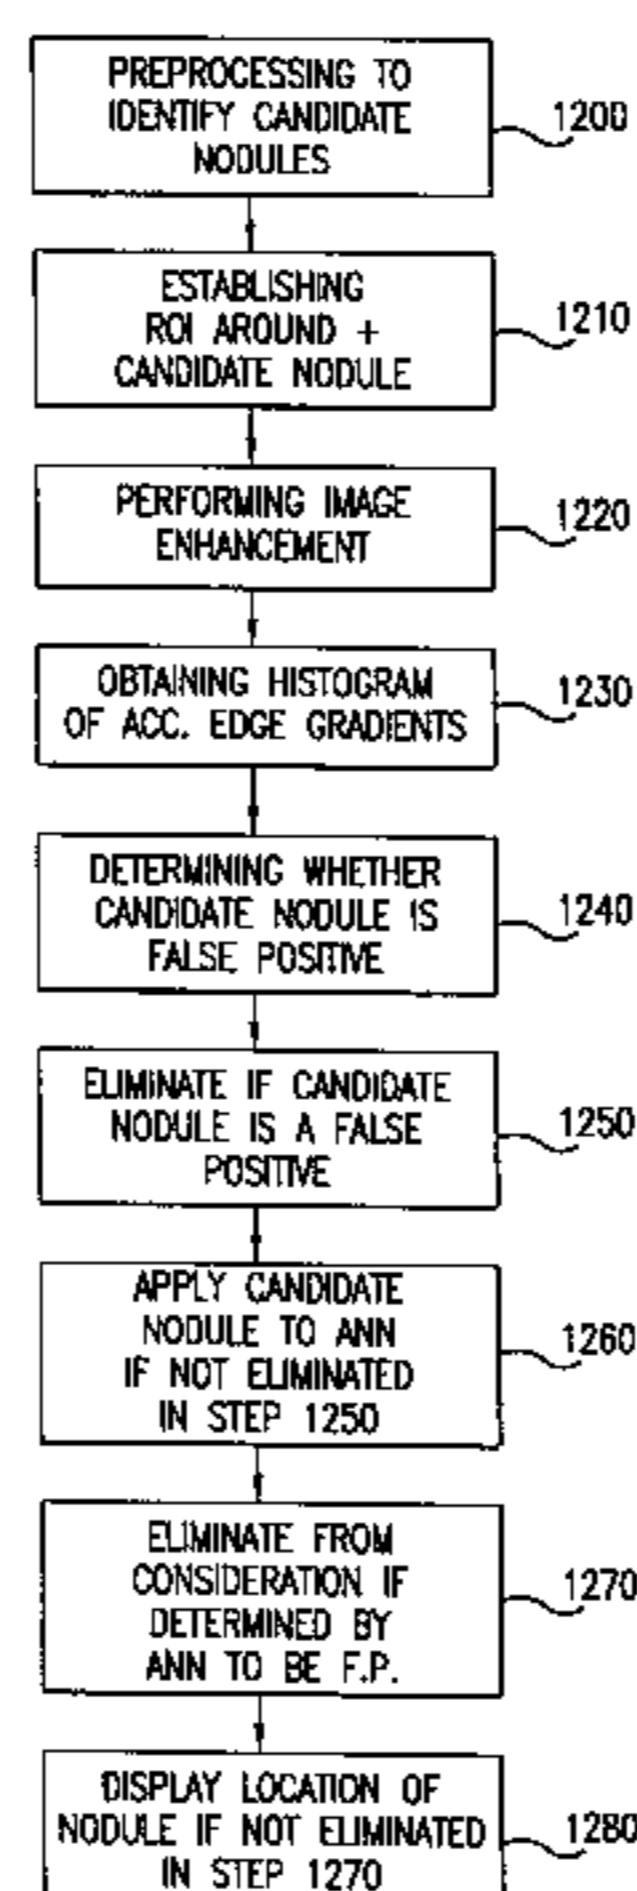 PREPROCESSING TO
IDENTIFY CANDIDATE
NODULES
1200
ESTABLISHING
ROI AROUND +
CANDIDATE NODULE
1210
PERFORMING IMAGE
ENHANCEMENT
1220
OBTAINING HISTOGRAM
OF ACC. EDGE GRADIENTS
1230
DETERMINING WHETHER
CANDIDATE NODULE IS
FALSE POSITIVE
1240
ELIMINATE IF CANDIDATE
NODULE IS A FALSE
POSITIVE
1250
APPLY CANDIDATE
NODULE TO ANN
IF NOT ELIMINATED
IN STEP 1250
1260
ELIMINATE FROM
CONSIDERATION IF
DETERMINED BY
ANN TO BE F.P.
1270
DISPLAY LOCATION OF
NODULE IF NOT ELIMINATED
IN STEP 1270
1280